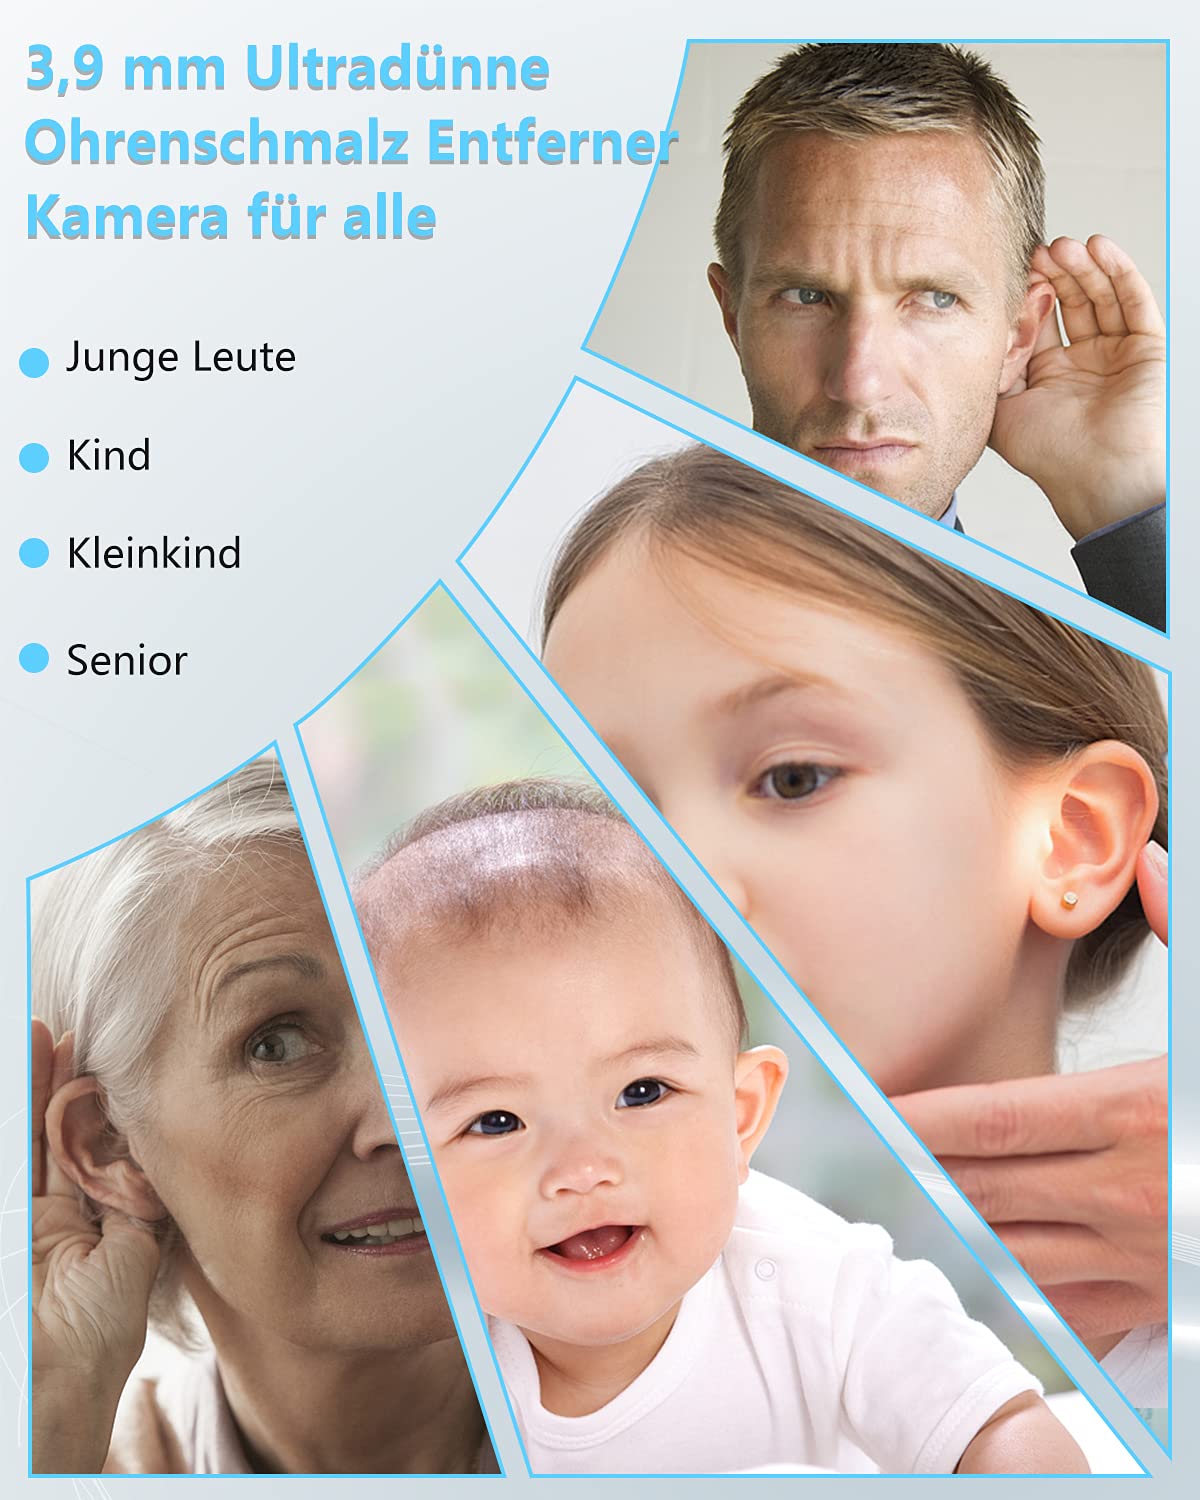 3,9 mm Ultradünne
Ohrenschmalz Entferner
Kamera für alle
Junge Leute
Kind
Kleinkind
Senior